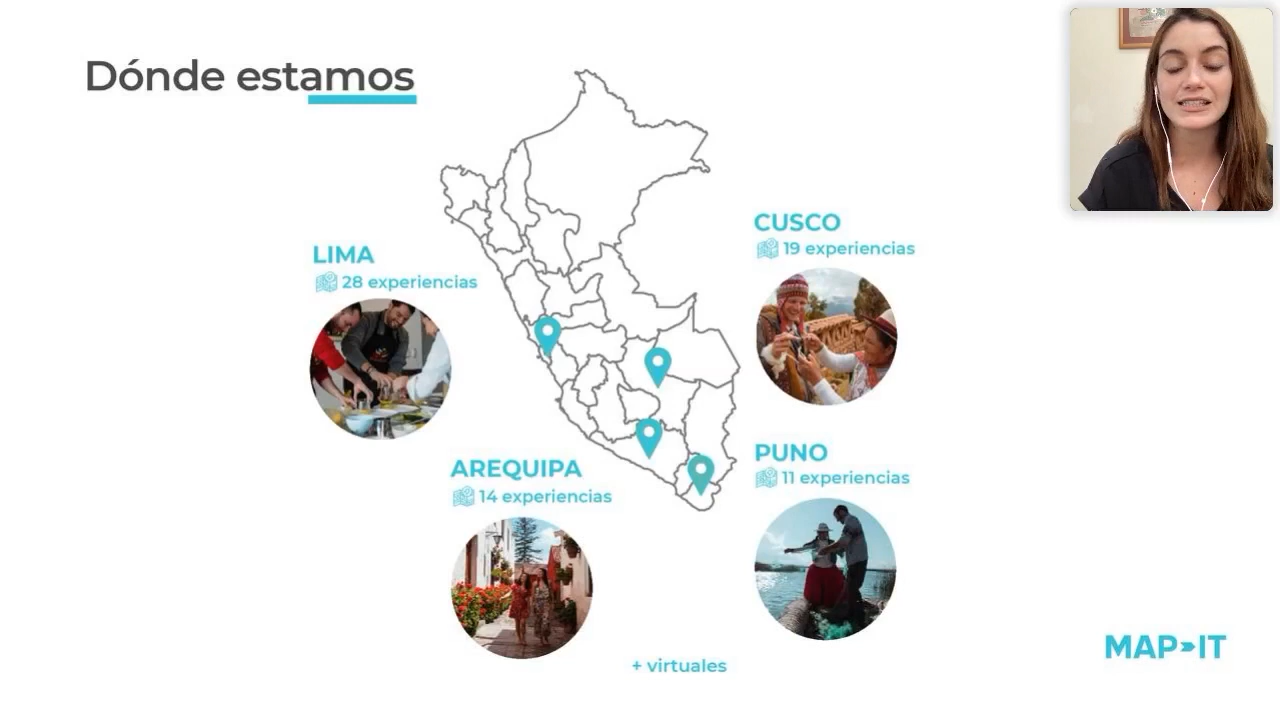 Dónde estamos
LIMA
28 experiencias
CUSCO
19 experiencias
AREQUIPA
14 experiencias
PUNO
11 experiencias
+ virtuales
MAP»IT